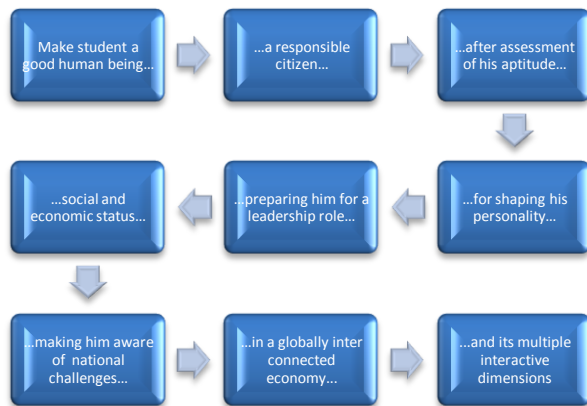 Make student a
good human being...
...a responsible
citizen...
...after assessment
of his aptitude...
...for shaping his
personality...
...preparing him for a
leadership role...
...social and
economic status...
...making him aware
of national
challenges...
...in a globally inter
connected
economy...
...and its multiple
interactive
dimensions